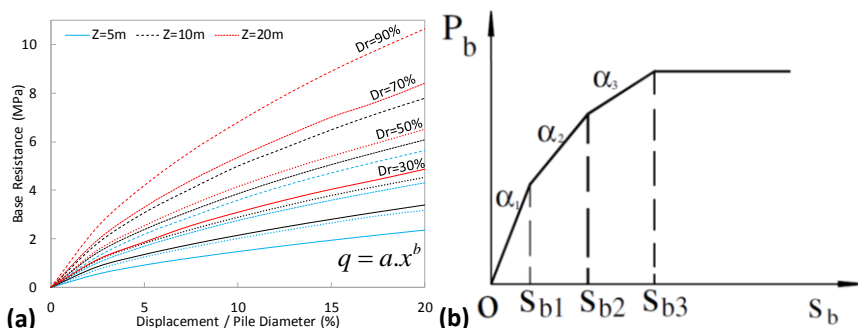 Z=5m Z=10m Z=20m
Dr=90%
Dr=70%
Dr=50%
Dr=30%
Base Resistance (MPa)
10
8
6
4
2
0
q = a.x^b
0 5 10 15 20
Displacement / Pile Diameter (%)
(a)
P_b
α_1
α_2
α_3
O S_b1 S_b2 S_b3 S_b
(b)